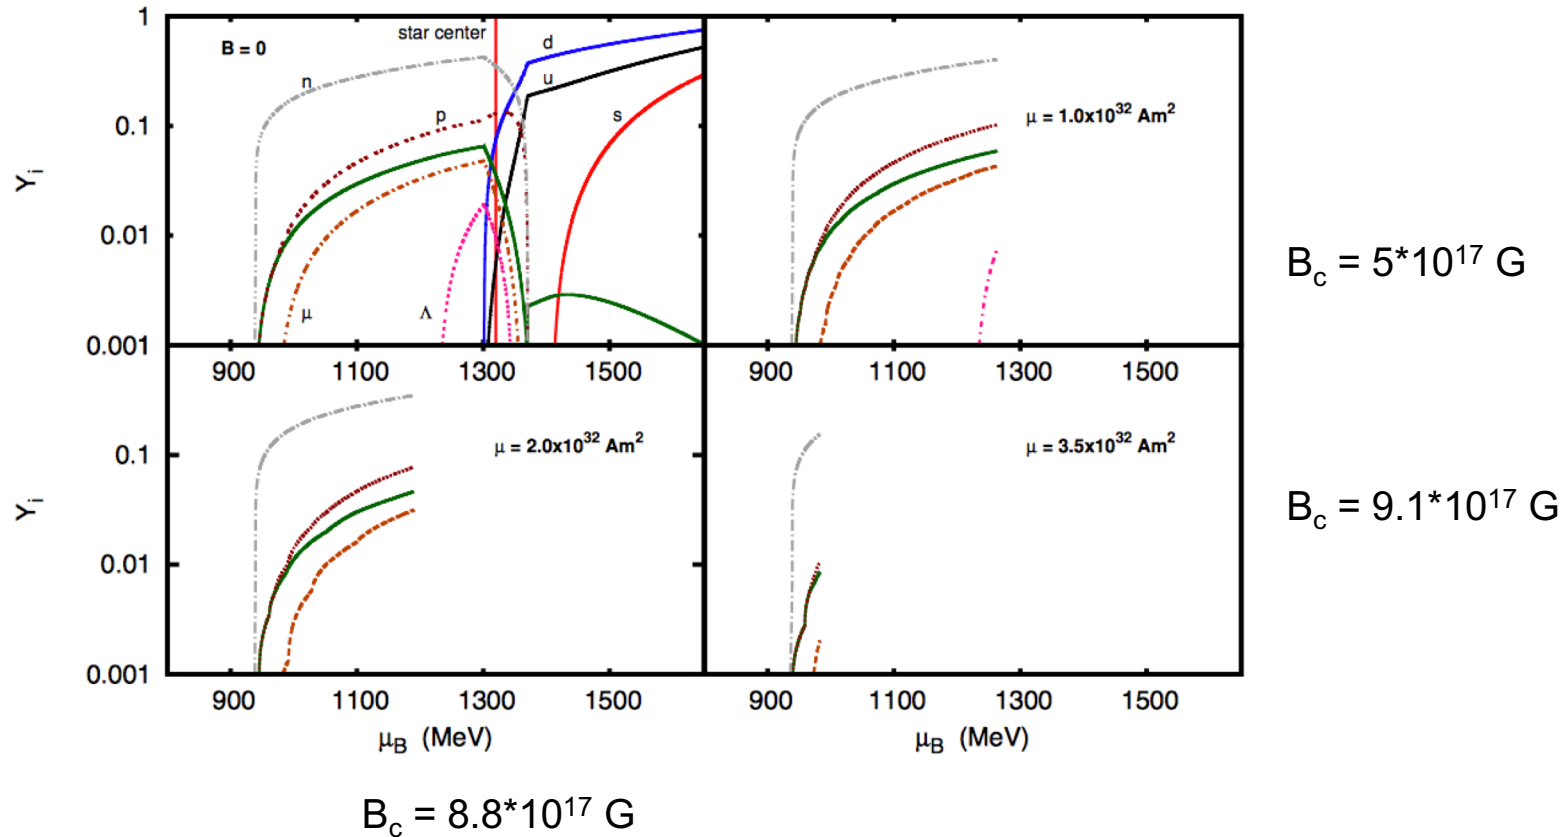 1
0.1
0.01
0.001
Y_i
B = 0
star center
n
p
μ
Λ
d
u
s
900 1100 1300 1500
μ = 1.0x10^32 Am^2
900 1100 1300 1500
B_c = 5*10^17 G
0.1
0.01
0.001
Y_i
μ = 2.0x10^32 Am^2
900 1100 1300 1500
μ_B (MeV)
μ = 3.5x10^32 Am^2
900 1100 1300 1500
μ_B (MeV)
B_c = 9.1*10^17 G
B_c = 8.8*10^17 G